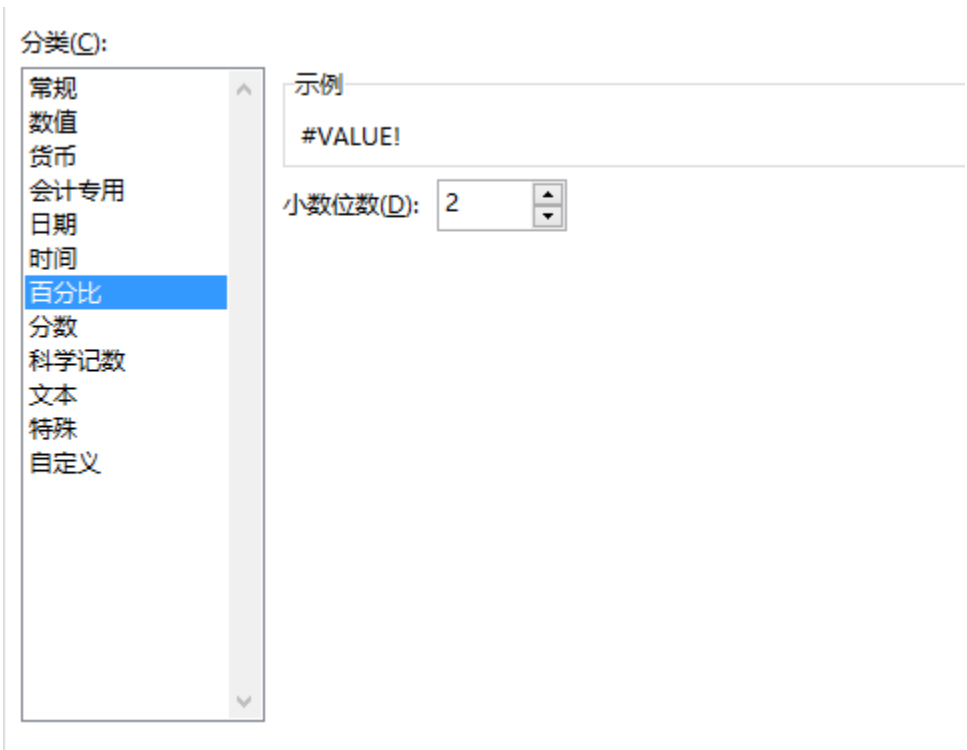 分类(C):
常规
数值
货币
会计专用
日期
时间
百分比
分数
科学记数
文本
特殊
自定义
示例
#VALUE!
小数位数(D): 2